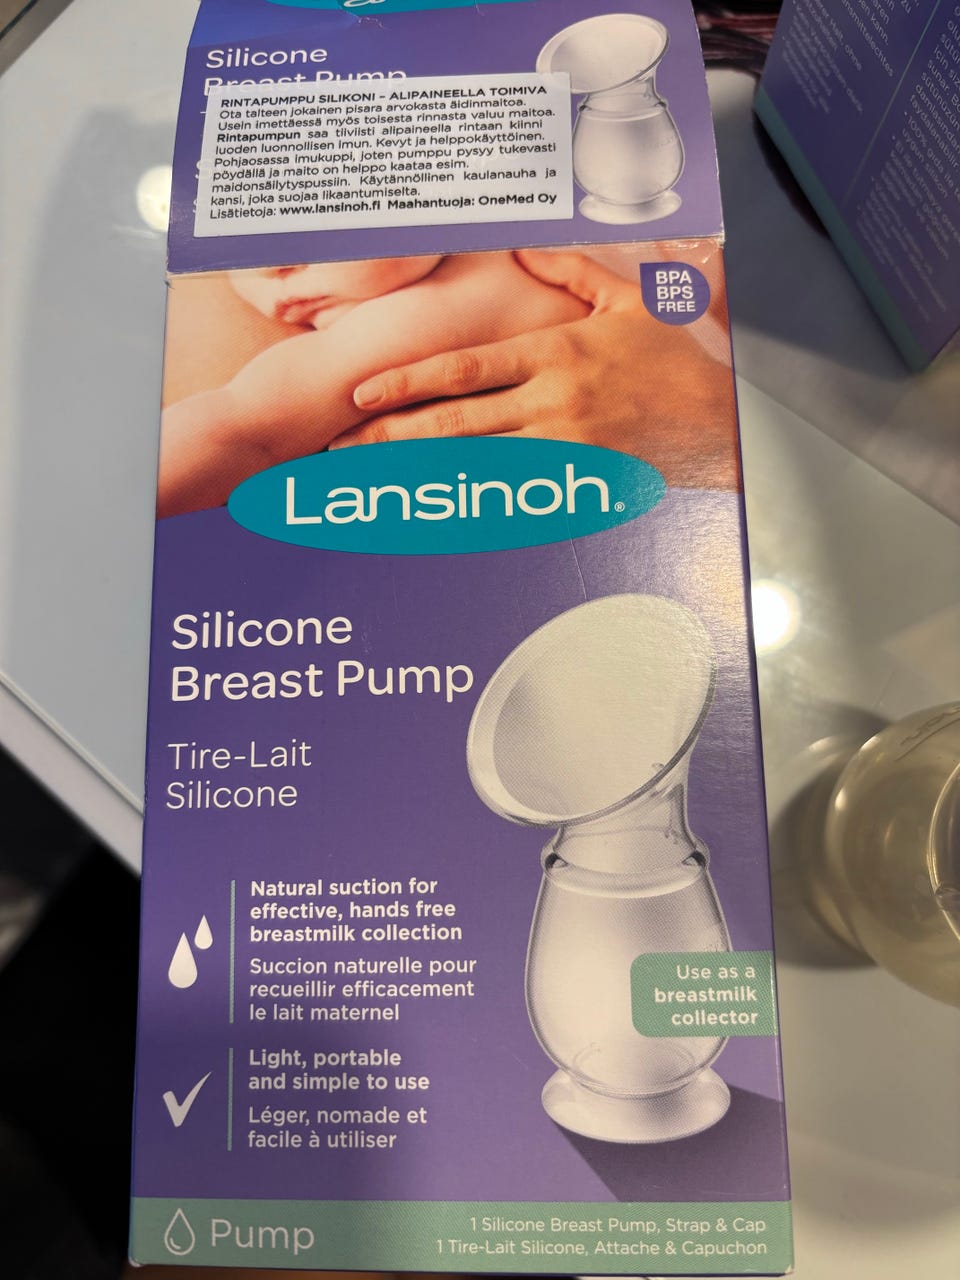 Silicone
Breast Pump
RINTAPUMPPU SILIKONI – ALIPAINEELLA TOIMIVA
Ota talteen jokainen pisara arvokasta äidinmaitoa.
Usein imettäessä myös toisesta rinnasta valuu maitoa.
Rintapumpun saa tiiviisti alipaineella rintaan kiinni
luoden luonnollisen imun. Kevyt ja helppokäyttöinen.
Pohjaosassa imukuppi, joten pumppu pysyy tukevasti
pöydällä ja maito on helppo kaataa esim.
maidonsäilytyspussiin. Käytännöllinen kaulanauha ja
kansi, joka suojaa likaantumiselta.
Lisätietoja: www.lansinoh.fi Maahantuoja: OneMed Oy
BPA
BPS
FREE
Lansinoh®
Silicone
Breast Pump
Tire-Lait
Silicone
Natural suction for
effective, hands free
breastmilk collection
Succion naturelle pour
recueillir efficacement
le lait maternel
Use as a
breastmilk
collector
Light, portable
and simple to use
Léger, nomade et
facile à utiliser
Pump
1 Silicone Breast Pump, Strap & Cap
1 Tire-Lait Silicone, Attache & Capuchon